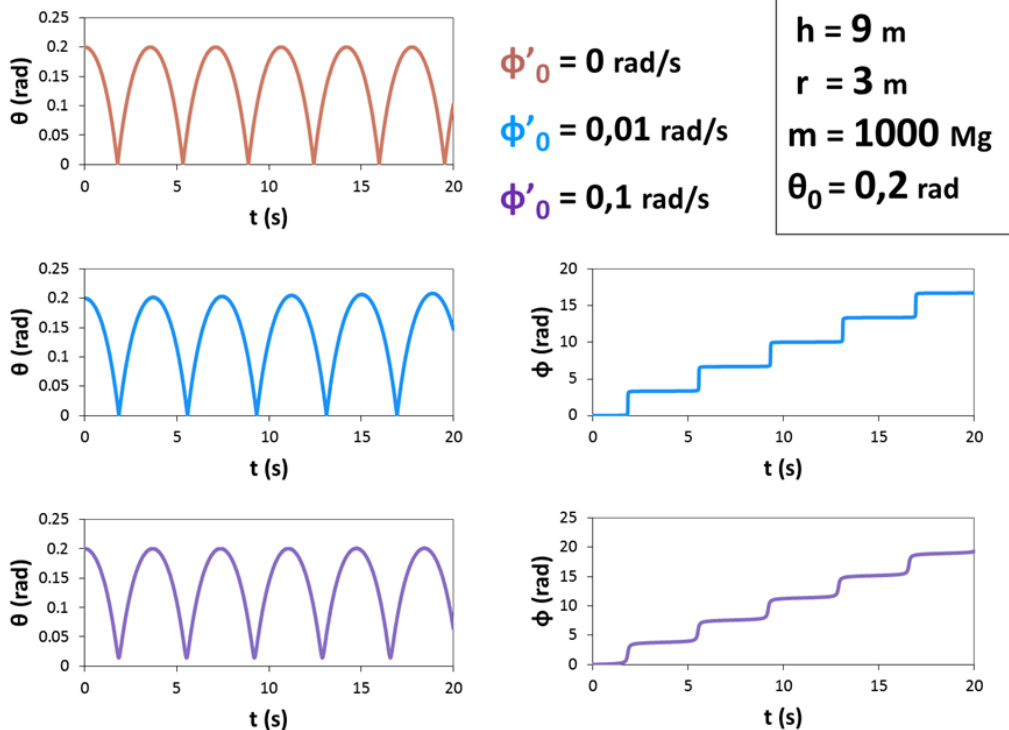 0.25
0.2
0.15
0.1
0.05
0
θ (rad)
0 5 10 15 20
t (s)
ϕ'₀ = 0 rad/s
ϕ'₀ = 0,01 rad/s
ϕ'₀ = 0,1 rad/s
h = 9 m
r = 3 m
m = 1000 Mg
θ₀ = 0,2 rad
0.25
0.2
0.15
0.1
0.05
0
θ (rad)
0 5 10 15 20
t (s)
20
15
10
5
0
ϕ (rad)
0 5 10 15 20
t (s)
0.25
0.2
0.15
0.1
0.05
0
θ (rad)
0 5 10 15 20
t (s)
25
20
15
10
5
0
ϕ (rad)
0 5 10 15 20
t (s)